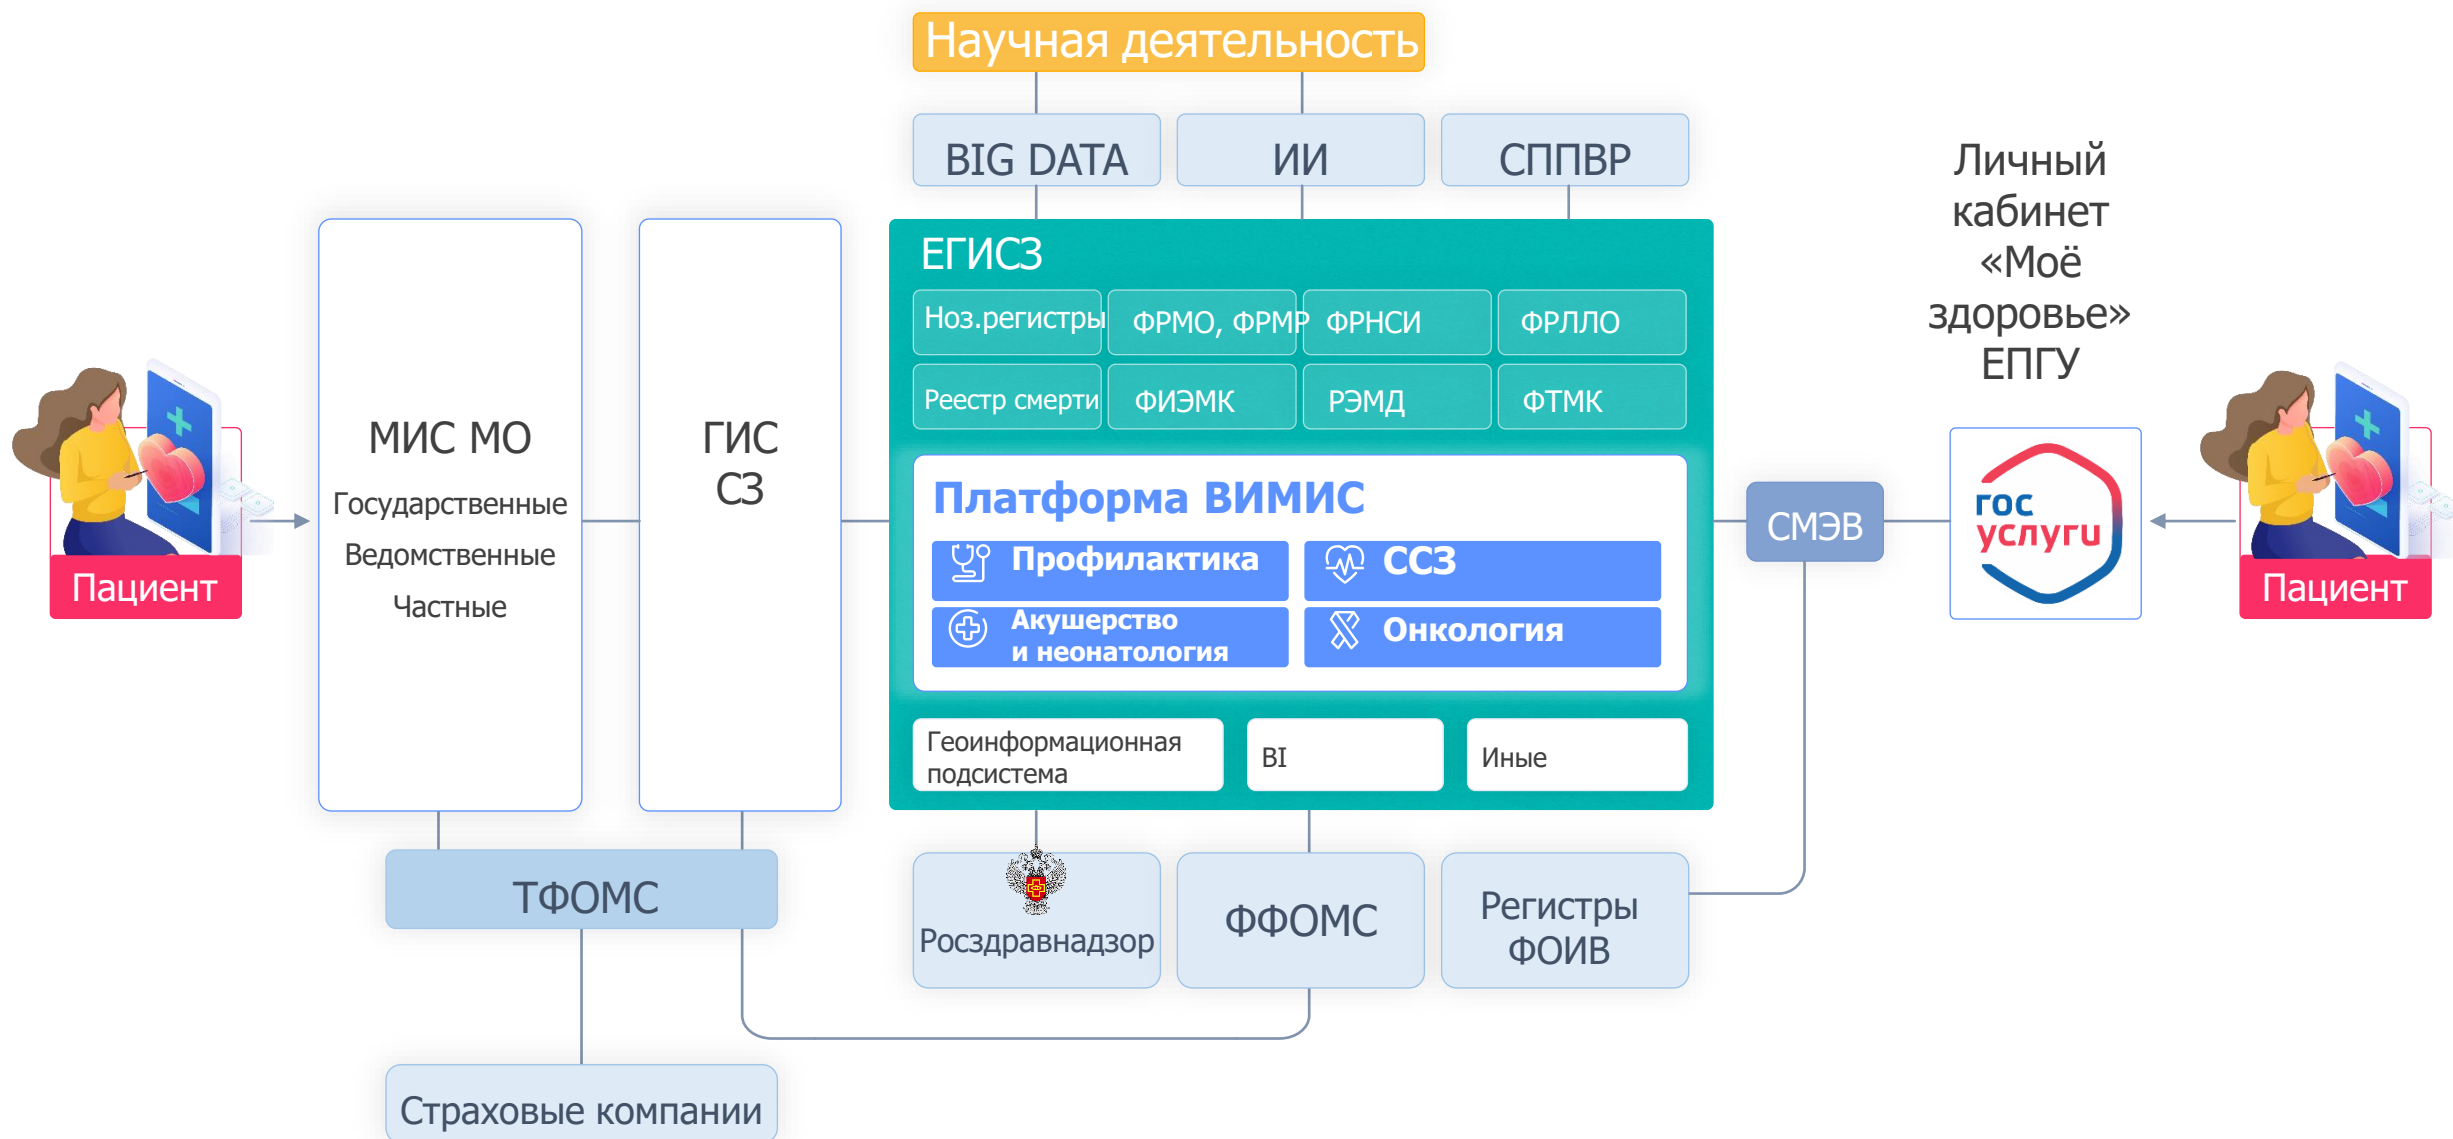 Научная деятельность
BIG DATA
ИИ
СППВР
Личный
кабинет
«Моё
здоровье»
ЕПГУ
ЕГИСЗ
Ноз.регистры
ФРМО, ФРМР
ФРНСИ
ФРЛЛО
Реестр смерти
ФИЭМК
РЭМД
ФТМК
МИС МО
Государственные
Ведомственные
Частные
ГИС
СЗ
Платформа ВИМИС
Профилактика
ССЗ
Акушерство
и неонатология
Онкология
СМЭВ
гос
услуги
Пациент
Пациент
Геоинформационная
подсистема
BI
Иные
ТФОМС
Росздравнадзор
ФФОМС
Регистры
ФОИВ
Страховые компании